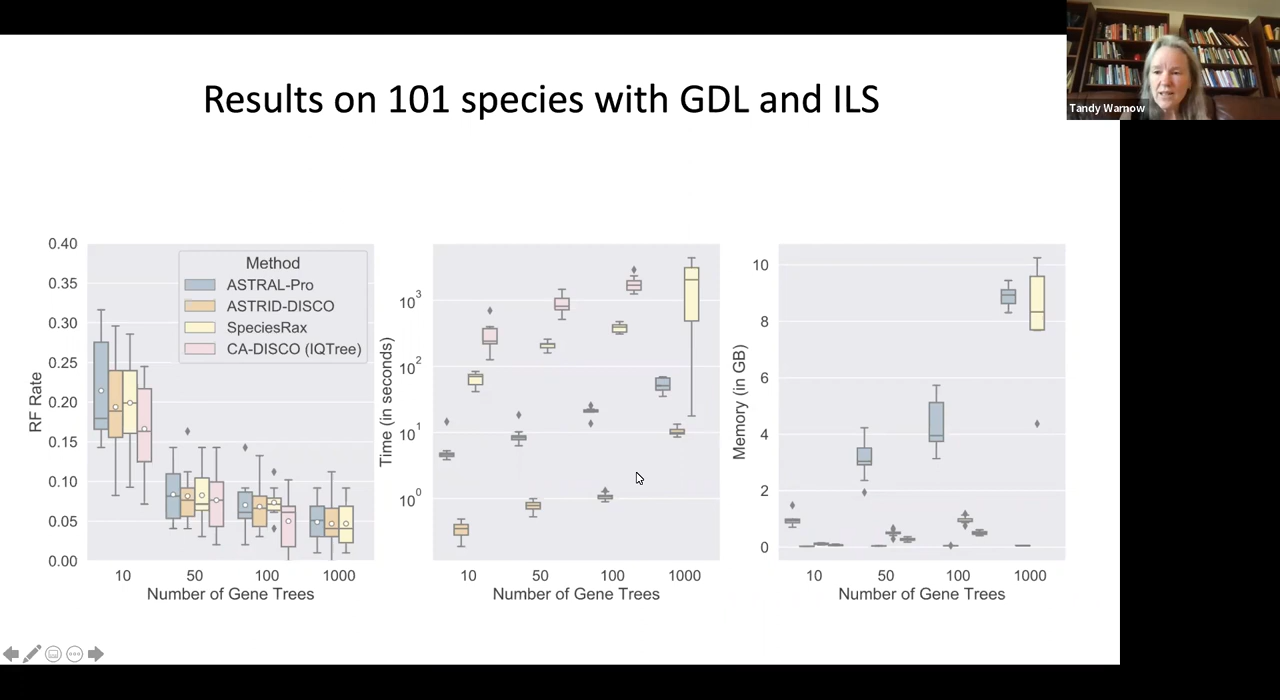 Results on 101 species with GDL and ILS
Tandy Warnow
0.40
0.35
0.30
0.25
0.20
0.15
0.10
0.05
0.00
RF Rate
Method
ASTRAL-Pro
ASTRID-DISCO
SpeciesRax
CA-DISCO (IQTree)
10 50 100 1000
Number of Gene Trees
10³
10²
10¹
10⁰
Time (in seconds)
10 50 100 1000
Number of Gene Trees
10
8
6
4
2
0
Memory (in GB)
10 50 100 1000
Number of Gene Trees